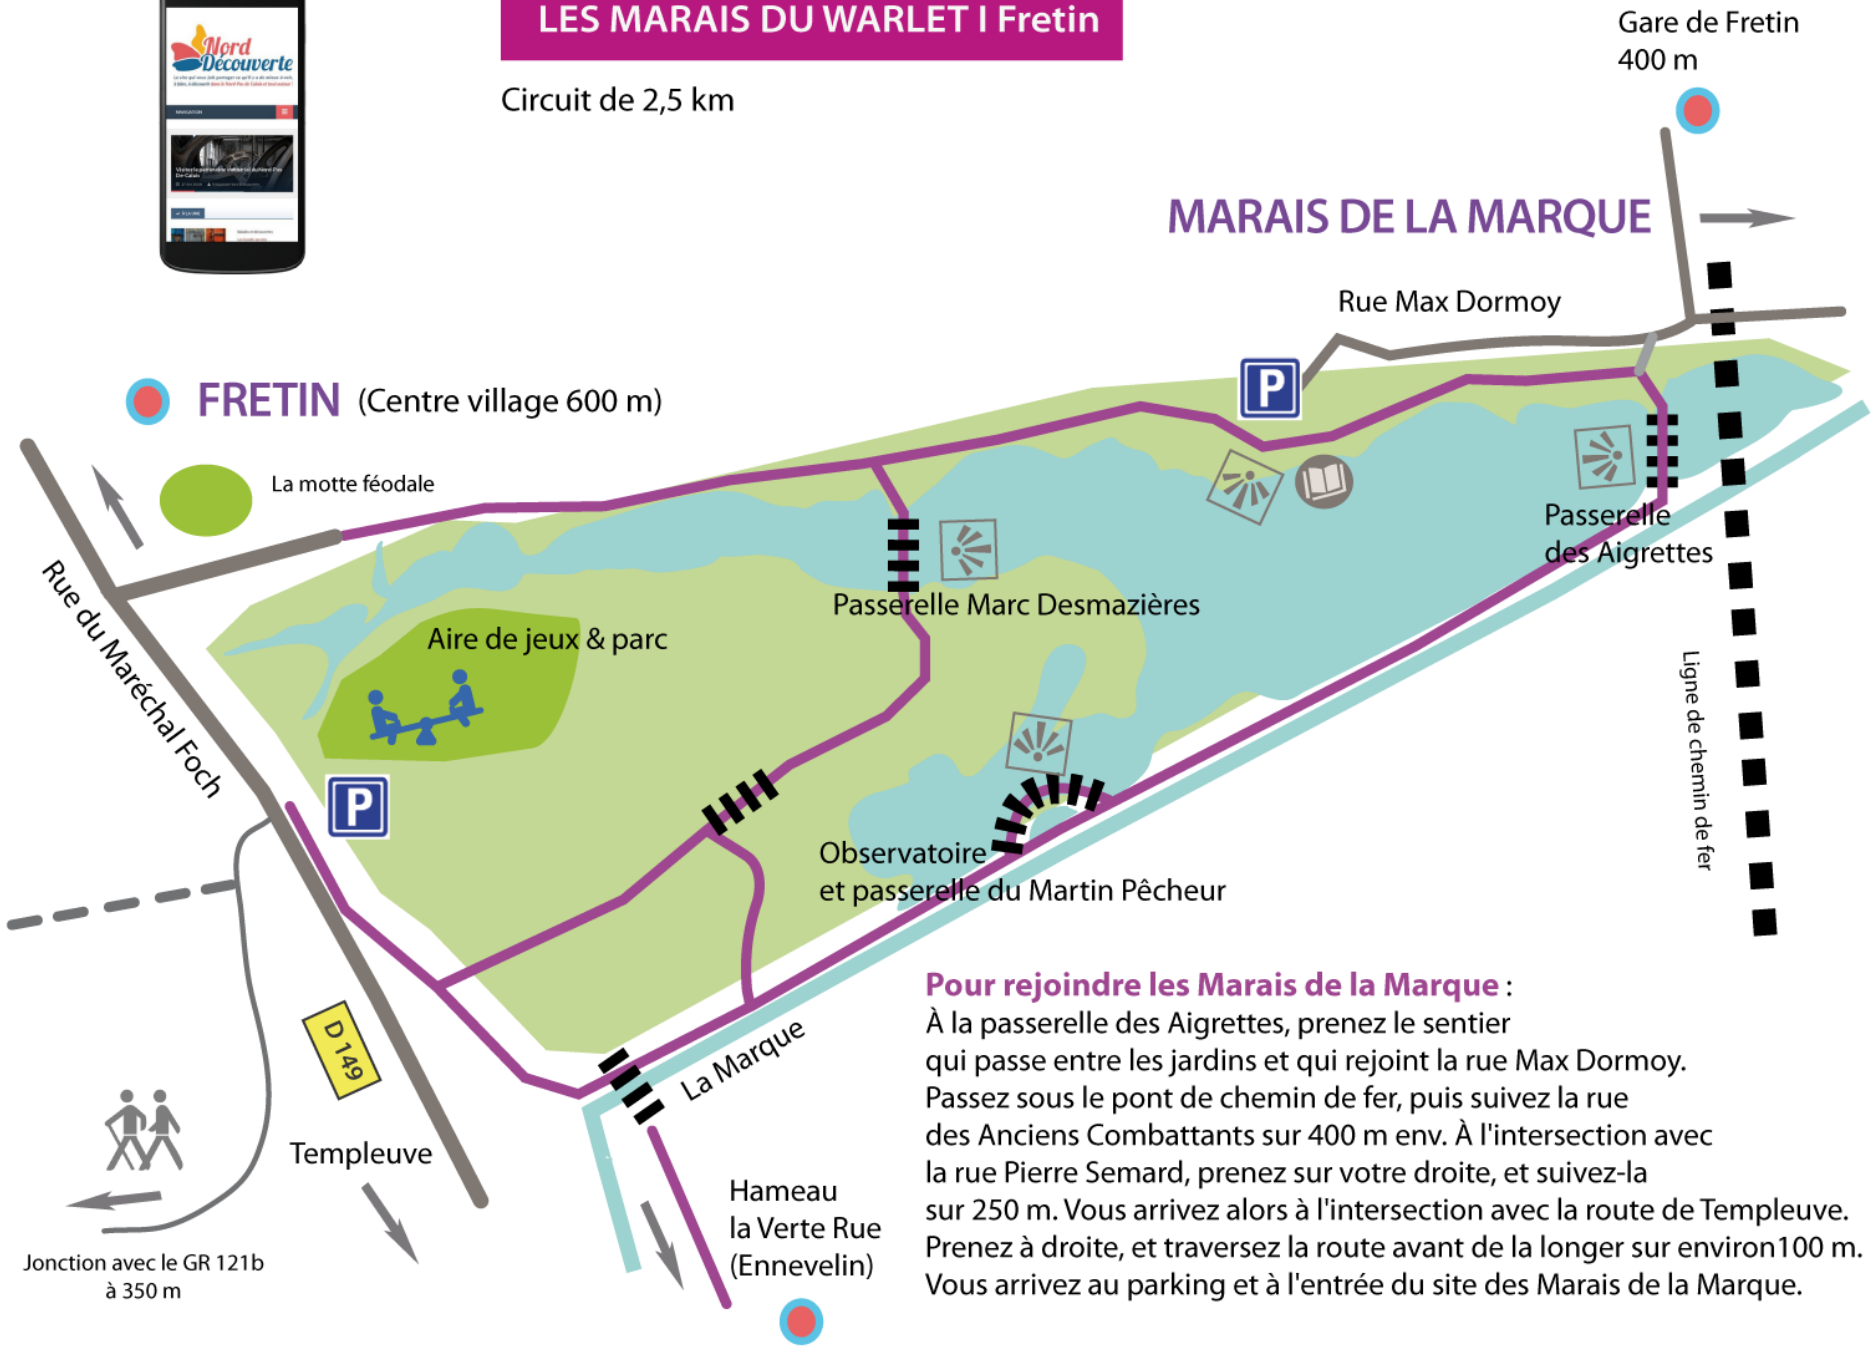 LES MARAIS DU WARLET I Fretin
Circuit de 2,5 km
Nord
Découverte
NAVIGATION
Gare de Fretin
400 m
MARAIS DE LA MARQUE
Rue Max Dormoy
P
FRETIN (Centre village 600 m)
La motte féodale
Passerelle
des Aigrettes
Passerelle Marc Desmazières
Aire de jeux & parc
Rue du Maréchal Foch
Ligne de chemin de fer
P
Observatoire
et passerelle du Martin Pêcheur
La Marque
D 149
Templeuve
Hameau
la Verte Rue
(Ennevelin)
Jonction avec le GR 121b
à 350 m
Pour rejoindre les Marais de la Marque :
À la passerelle des Aigrettes, prenez le sentier
qui passe entre les jardins et qui rejoint la rue Max Dormoy.
Passez sous le pont de chemin de fer, puis suivez la rue
des Anciens Combattants sur 400 m env. À l'intersection avec
la rue Pierre Semard, prenez sur votre droite, et suivez-la
sur 250 m. Vous arrivez alors à l'intersection avec la route de Templeuve.
Prenez à droite, et traversez la route avant de la longer sur environ100 m.
Vous arrivez au parking et à l'entrée du site des Marais de la Marque.